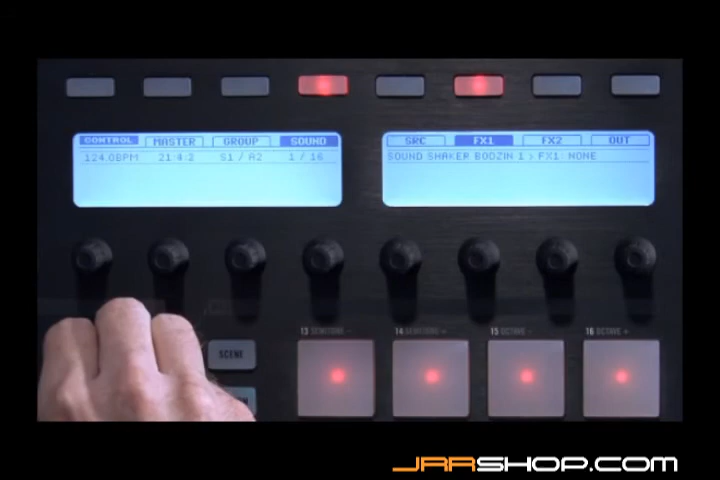 CONTROL MASTER GROUP SOUND
124.0BPM 21:4:2 S1 / A2 1 / 16
SRC FX1 FX2 OUT
SOUND SHAKER BODZIN 1 > FX1: NONE
13 SEMITONE - 14 SEMITONE + 15 OCTAVE - 16 OCTAVE +
SCENE
JRRSHOP.COM